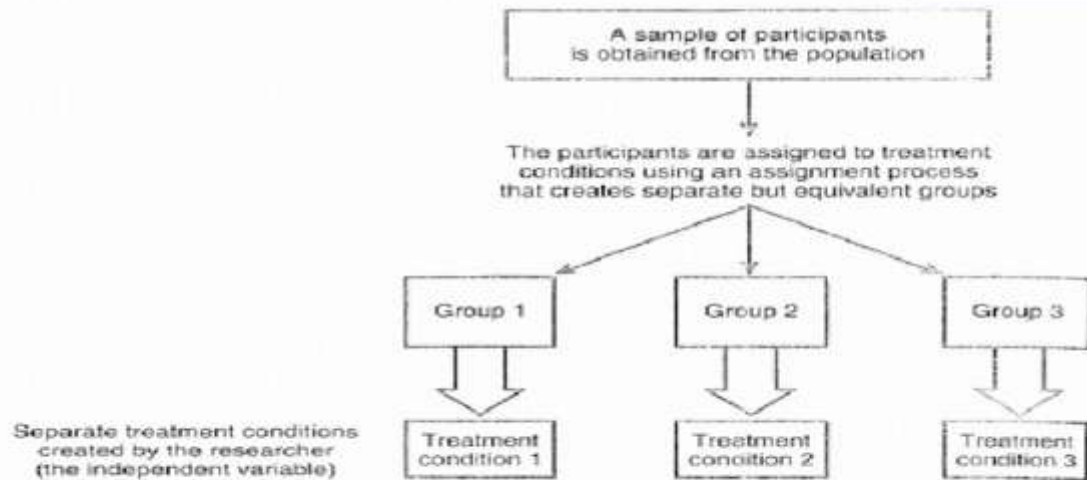 A sample of participants
is obtained from the population
The participants are assigned to treatment
conditions using an assignment process
that creates separate but equivalent groups
Group 1
Group 2
Group 3
Separate treatment conditions
created by the researcher
(the independent variable)
Treatment
condition 1
Treatment
condition 2
Treatment
condition 3